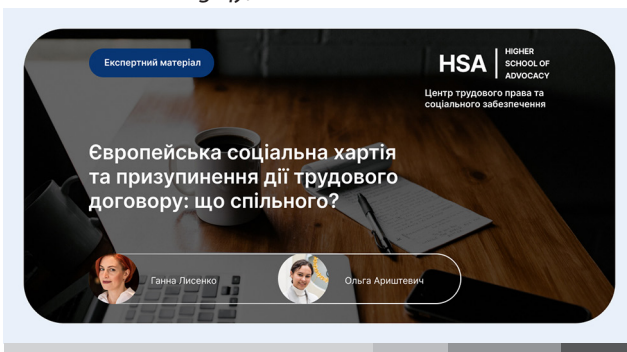 Експертний матеріал
HSA
HIGHER
SCHOOL OF
ADVOCACY
Центр трудового права та
соціального забезпечення
Європейська соціальна хартія
та призупинення дії трудового
договору: що спільного?
Ганна Лисенко
Ольга Ариштевич